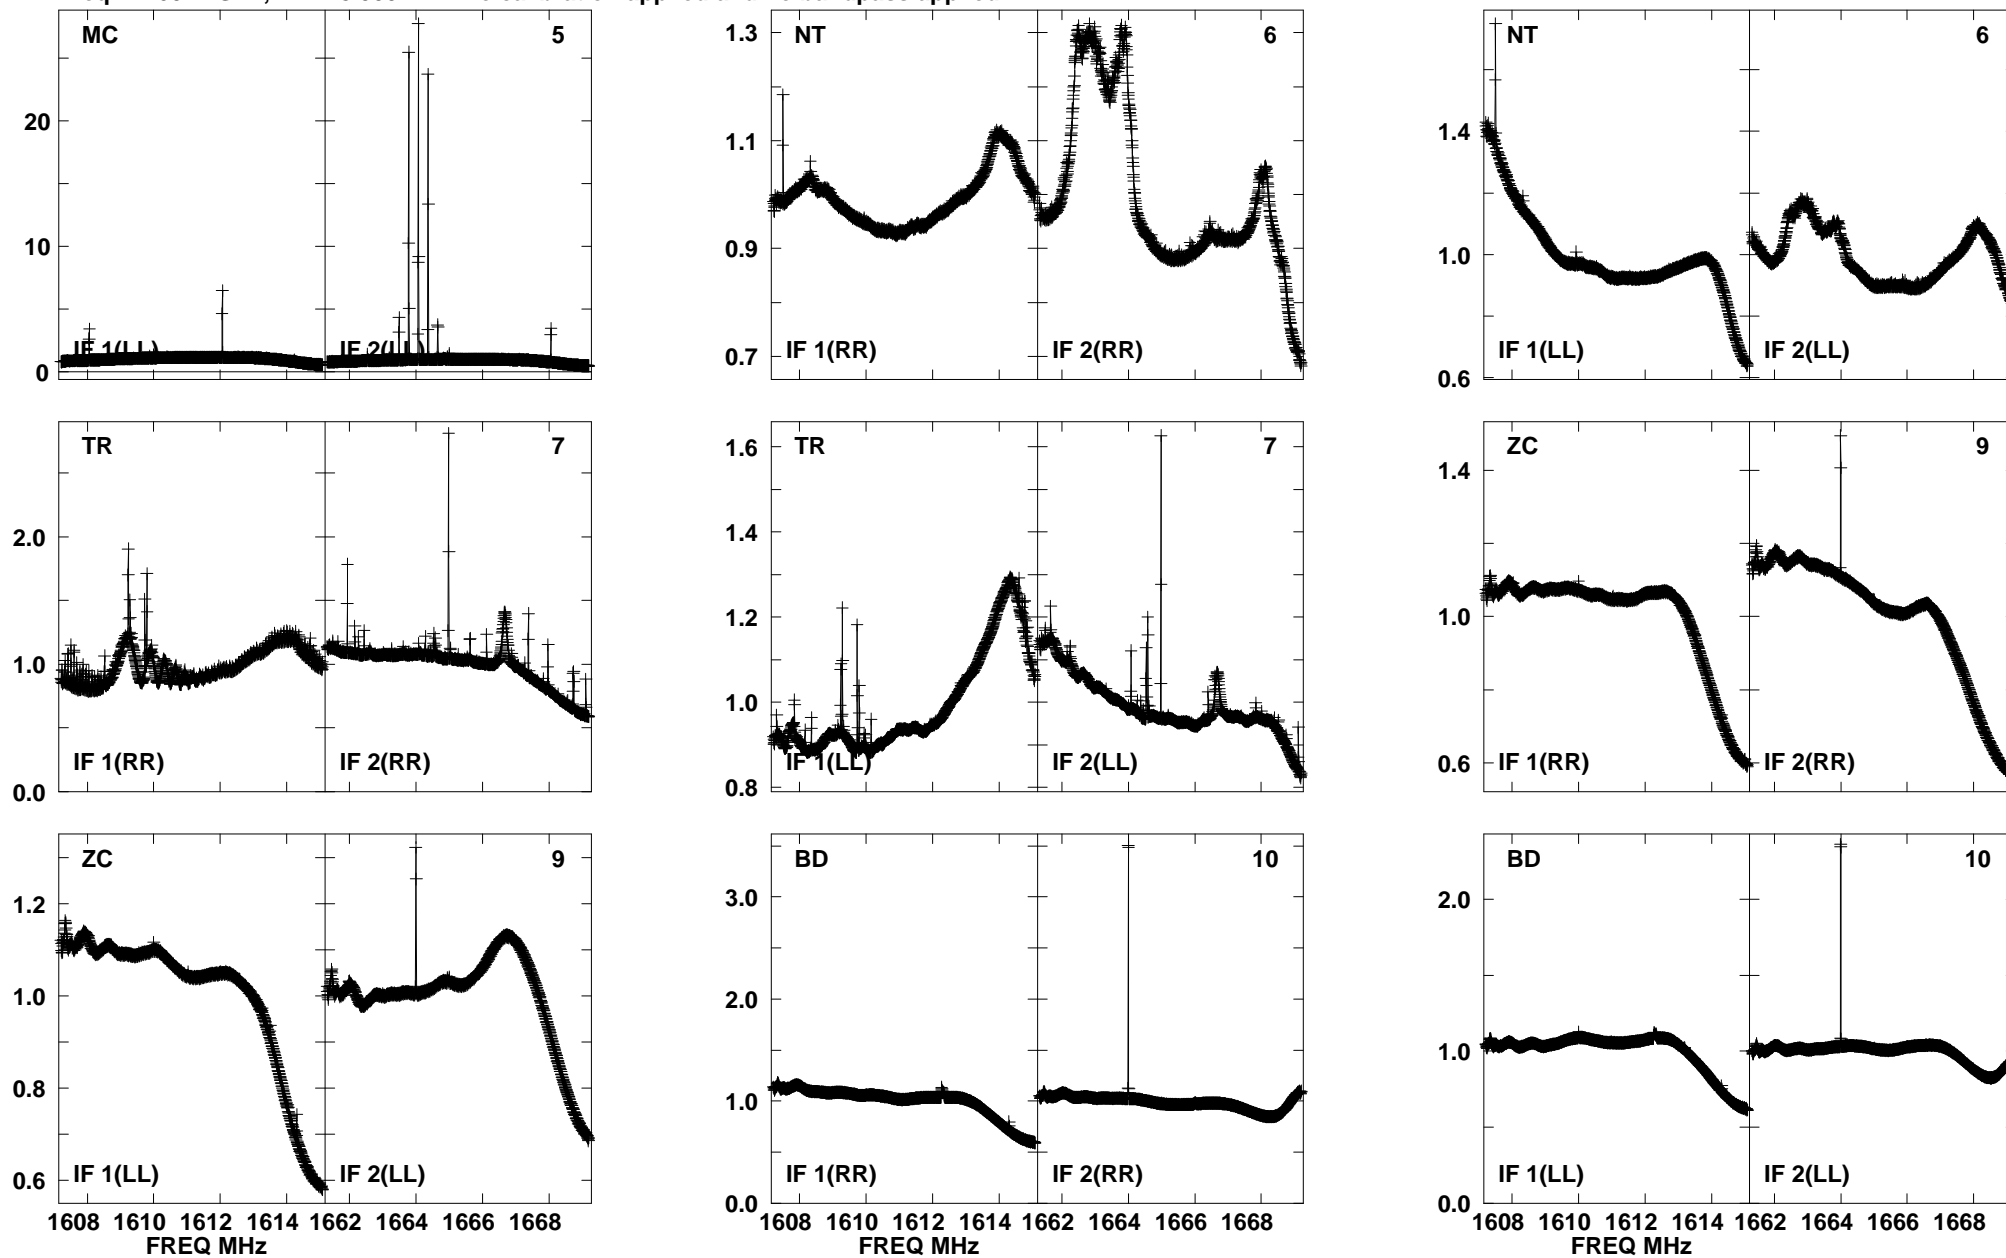 MC 5
20
10
0
IF 1(LL) IF 2(LL)
NT 6
1.3
1.1
0.9
0.7
IF 1(RR) IF 2(RR)
NT 6
1.4
1.0
0.6
IF 1(LL) IF 2(LL)
TR 7
2.0
1.0
0.0
IF 1(RR) IF 2(RR)
TR 7
1.6
1.4
1.2
1.0
0.8
IF 1(LL) IF 2(LL)
ZC 9
1.4
1.0
0.6
IF 1(RR) IF 2(RR)
ZC 9
1.2
1.0
0.8
0.6
IF 1(LL) IF 2(LL)
1608 1610 1612 1614 1662 1664 1666 1668
FREQ MHz
BD 10
3.0
2.0
1.0
0.0
IF 1(RR) IF 2(RR)
1608 1610 1612 1614 1662 1664 1666 1668
FREQ MHz
BD 10
2.0
1.0
0.0
IF 1(LL) IF 2(LL)
1608 1610 1612 1614 1662 1664 1666 1668
FREQ MHz